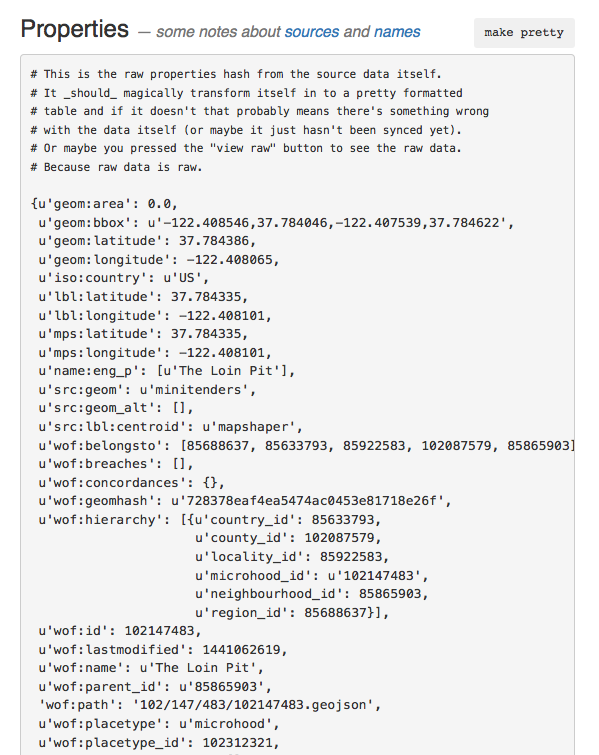 Properties — some notes about sources and names make pretty
# This is the raw properties hash from the source data itself.
# It _should_ magically transform itself in to a pretty formatted
# table and if it doesn't that probably means there's something wrong
# with the data itself (or maybe it just hasn't been synced yet).
# Or maybe you pressed the "view raw" button to see the raw data.
# Because raw data is raw.
{u'geom:area': 0.0,
u'geom:bbox': u'-122.408546,37.784046,-122.407539,37.784622',
u'geom:latitude': 37.784386,
u'geom:longitude': -122.408065,
u'iso:country': u'US',
u'lbl:latitude': 37.784335,
u'lbl:longitude': -122.408101,
u'mps:latitude': 37.784335,
u'mps:longitude': -122.408101,
u'name:eng_p': [u'The Loin Pit'],
u'src:geom': u'minitenders',
u'src:geom_alt': [],
u'src:lbl:centroid': u'mapshaper',
u'wof:belongsto': [85688637, 85633793, 85922583, 102087579, 85865903]
u'wof:breaches': [],
u'wof:concordances': {},
u'wof:geomhash': u'728378eaf4ea5474ac0453e81718e26f',
u'wof:hierarchy': [{u'country_id': 85633793,
u'county_id': 102087579,
u'locality_id': 85922583,
u'microhood_id': u'102147483',
u'neighbourhood_id': 85865903,
u'region_id': 85688637}],
u'wof:id': 102147483,
u'wof:lastmodified': 1441062619,
u'wof:name': u'The Loin Pit',
u'wof:parent_id': u'85865903',
'wof:path': '102/147/483/102147483.geojson',
u'wof:placetype': u'microhood',
u'wof:placetype_id': 102312321,